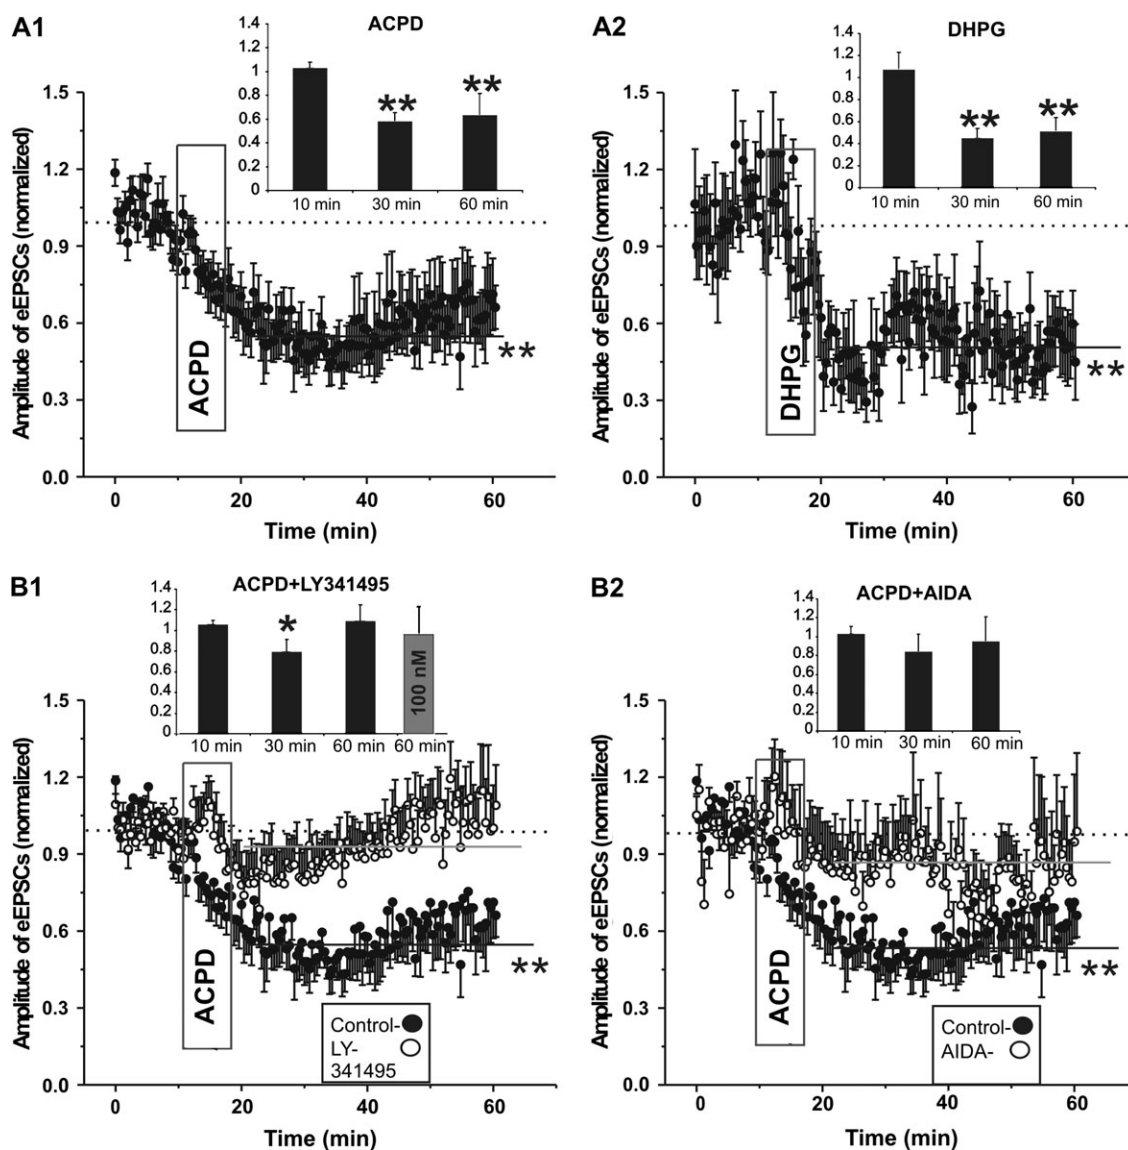 A1
ACPD
1.4
1.2
1
0.8
0.6
0.4
0.2
0
**
**
10 min 30 min 60 min
Amplitude of eEPSCs (normalized)
1.5
1.2
0.9
0.6
0.3
0.0
ACPD
**
0 20 40 60
Time (min)
A2
DHPG
1.4
1.2
1
0.8
0.6
0.4
0.2
0
**
**
10 min 30 min 60 min
Amplitude of eEPSCs (normalized)
1.5
1.2
0.9
0.6
0.3
0.0
DHPG
**
0 20 40 60
Time (min)
B1
ACPD+LY341495
1.4
1.2
1
0.8
0.6
0.4
0.2
0
*
100 nM
10 min 30 min 60 min 60 min
Amplitude of eEPSCs (normalized)
1.5
1.2
0.9
0.6
0.3
0.0
ACPD
**
Control-
LY-
341495
0 20 40 60
Time (min)
B2
ACPD+AIDA
1.4
1.2
1
0.8
0.6
0.4
0.2
0
10 min 30 min 60 min
Amplitude of eEPSCs (normalized)
1.5
1.2
0.9
0.6
0.3
0.0
ACPD
**
Control-
AIDA-
0 20 40 60
Time (min)